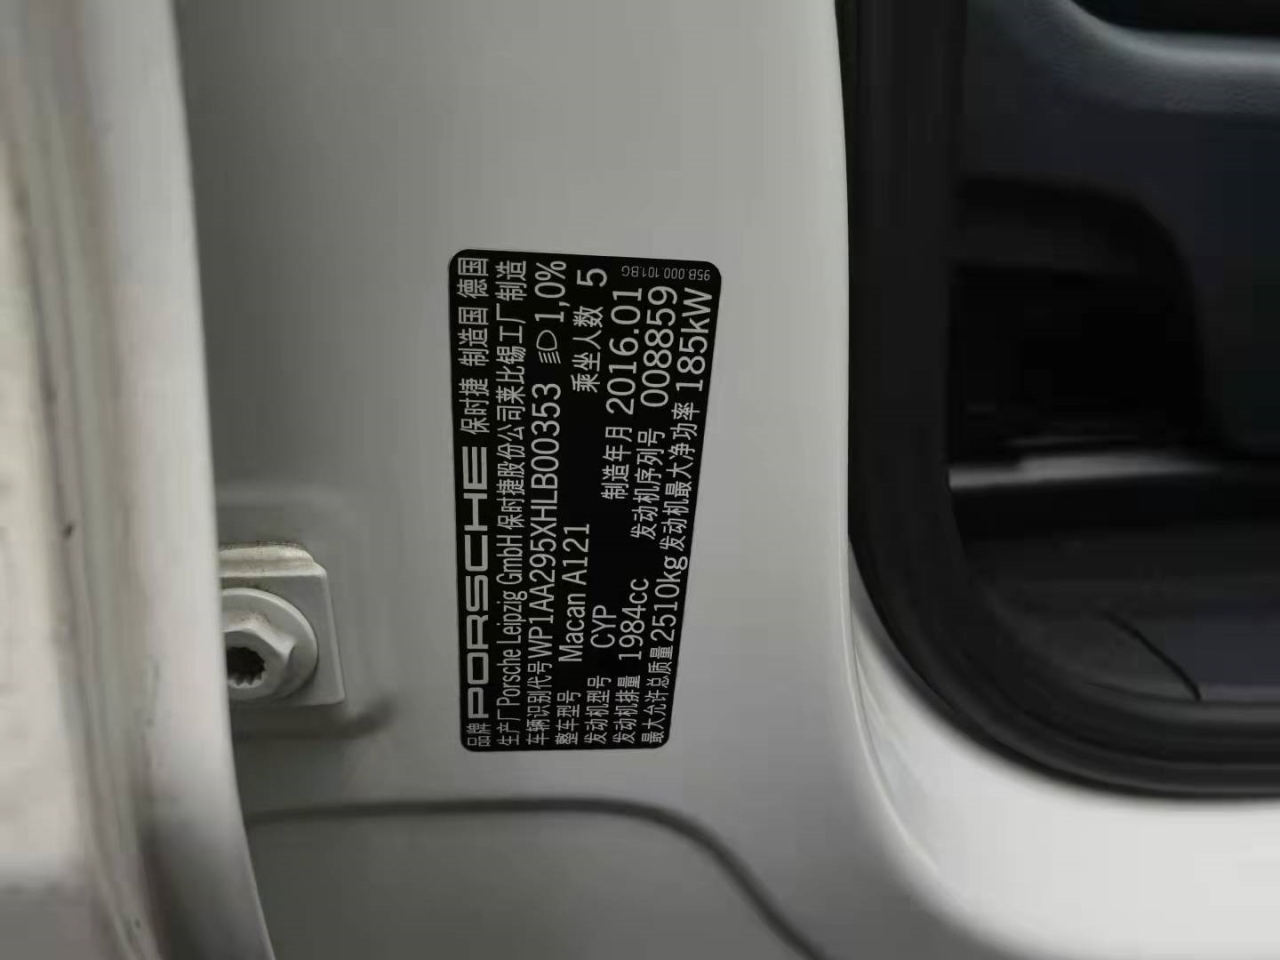 品牌 PORSCHE 保时捷 制造国 德国
生产厂 Porsche Leipzig GmbH 保时捷股份公司莱比锡工厂制造
车辆识别代号 WP1AA295XHLB00353 1,0%
整车型号 Macan A121 乘坐人数 5
发动机型号 CYP 制造年月 2016.01
发动机排量 1984cc 发动机序列号 008859
最大允许总质量 2510kg 发动机最大净功率 185kW
95B.000.101.BG